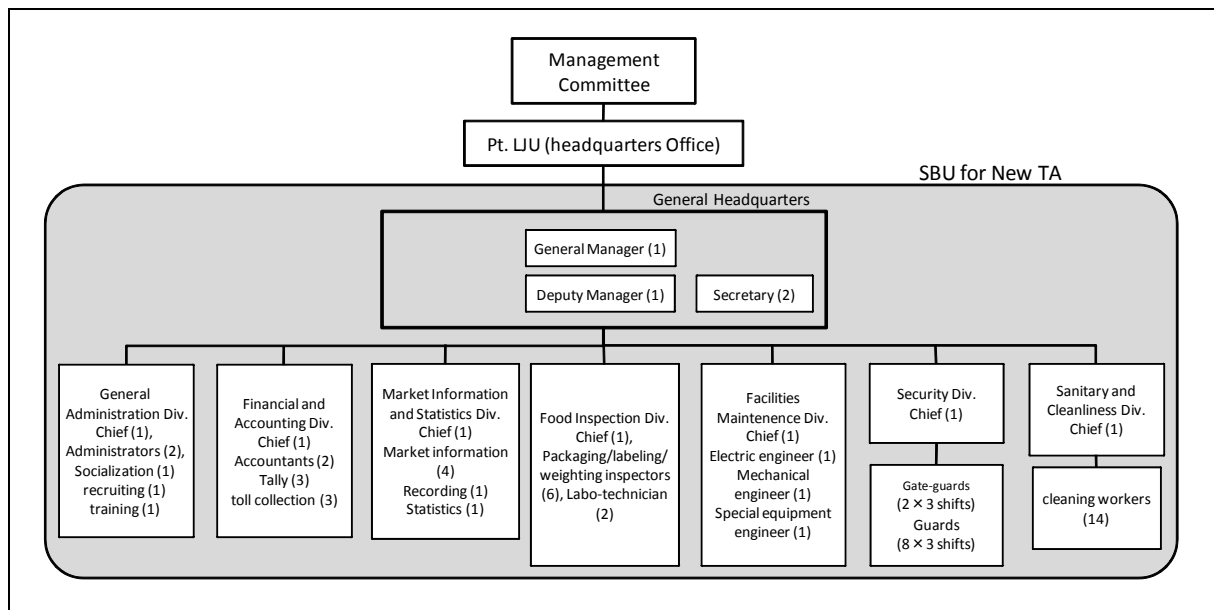 Management
Committee
Pt. LJU (headquarters Office)
SBU for New TA
General Headquarters
General Manager (1)
Deputy Manager (1)
Secretary (2)
General
Administration Div.
Chief (1),
Administrators (2),
Socialization (1)
recruiting (1)
training (1)
Financial and
Accounting Div.
Chief (1)
Accountants (2)
Tally (3)
toll collection (3)
Market Information
and Statistics Div.
Chief (1)
Market information
(4)
Recording (1)
Statistics (1)
Food Inspection Div.
Chief (1),
Packaging/labeling/
weighting inspectors
(6), Labo-technician
(2)
Facilities
Maintenence Div.
Chief (1)
Electric engineer (1)
Mechanical
engineer (1)
Special equipment
engineer (1)
Security Div.
Chief (1)
Gate-guards
(2 × 3 shifts)
Guards
(8 × 3 shifts)
Sanitary and
Cleanliness Div.
Chief (1)
cleaning workers
(14)